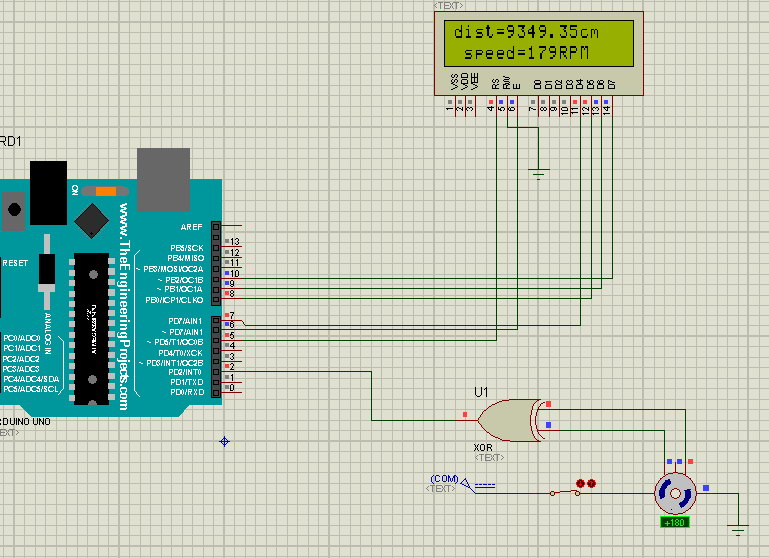 <TEXT>
dist=9349.35cm
speed=179RPM
VSS
VDD
VEE
RS
RW
E
D0
D1
D2
D3
D4
D5
D6
D7
1
2
3
4
5
6
7
8
9
10
11
12
13
14
RD1
ON
www.TheEngineeringProjects.com
RESET
ANALOG IN
AREF
PB5/SCK 13
PB4/MISO 12
~ PB3/MOSI/OC2A 11
~ PB2/OC1B 10
~ PB1/OC1A 9
PB0/ICP1/CLKO 8
PD7/AIN1 7
~ PD7/AIN1 6
~ PD5/T1/OC0B 5
PD4/T0/XCK 4
~ PD3/INT1/OC2B 3
PD2/INT0 2
PD1/TXD 1
PD0/RXD 0
PC0/ADC0
PC1/ADC1
PC2/ADC2
PC3/ADC3
PC4/ADC4/SDA
PC5/ADC5/SCL
RDUINO UNO
TEXT>
U1
XOR
<TEXT>
(COM)
<TEXT>
+180